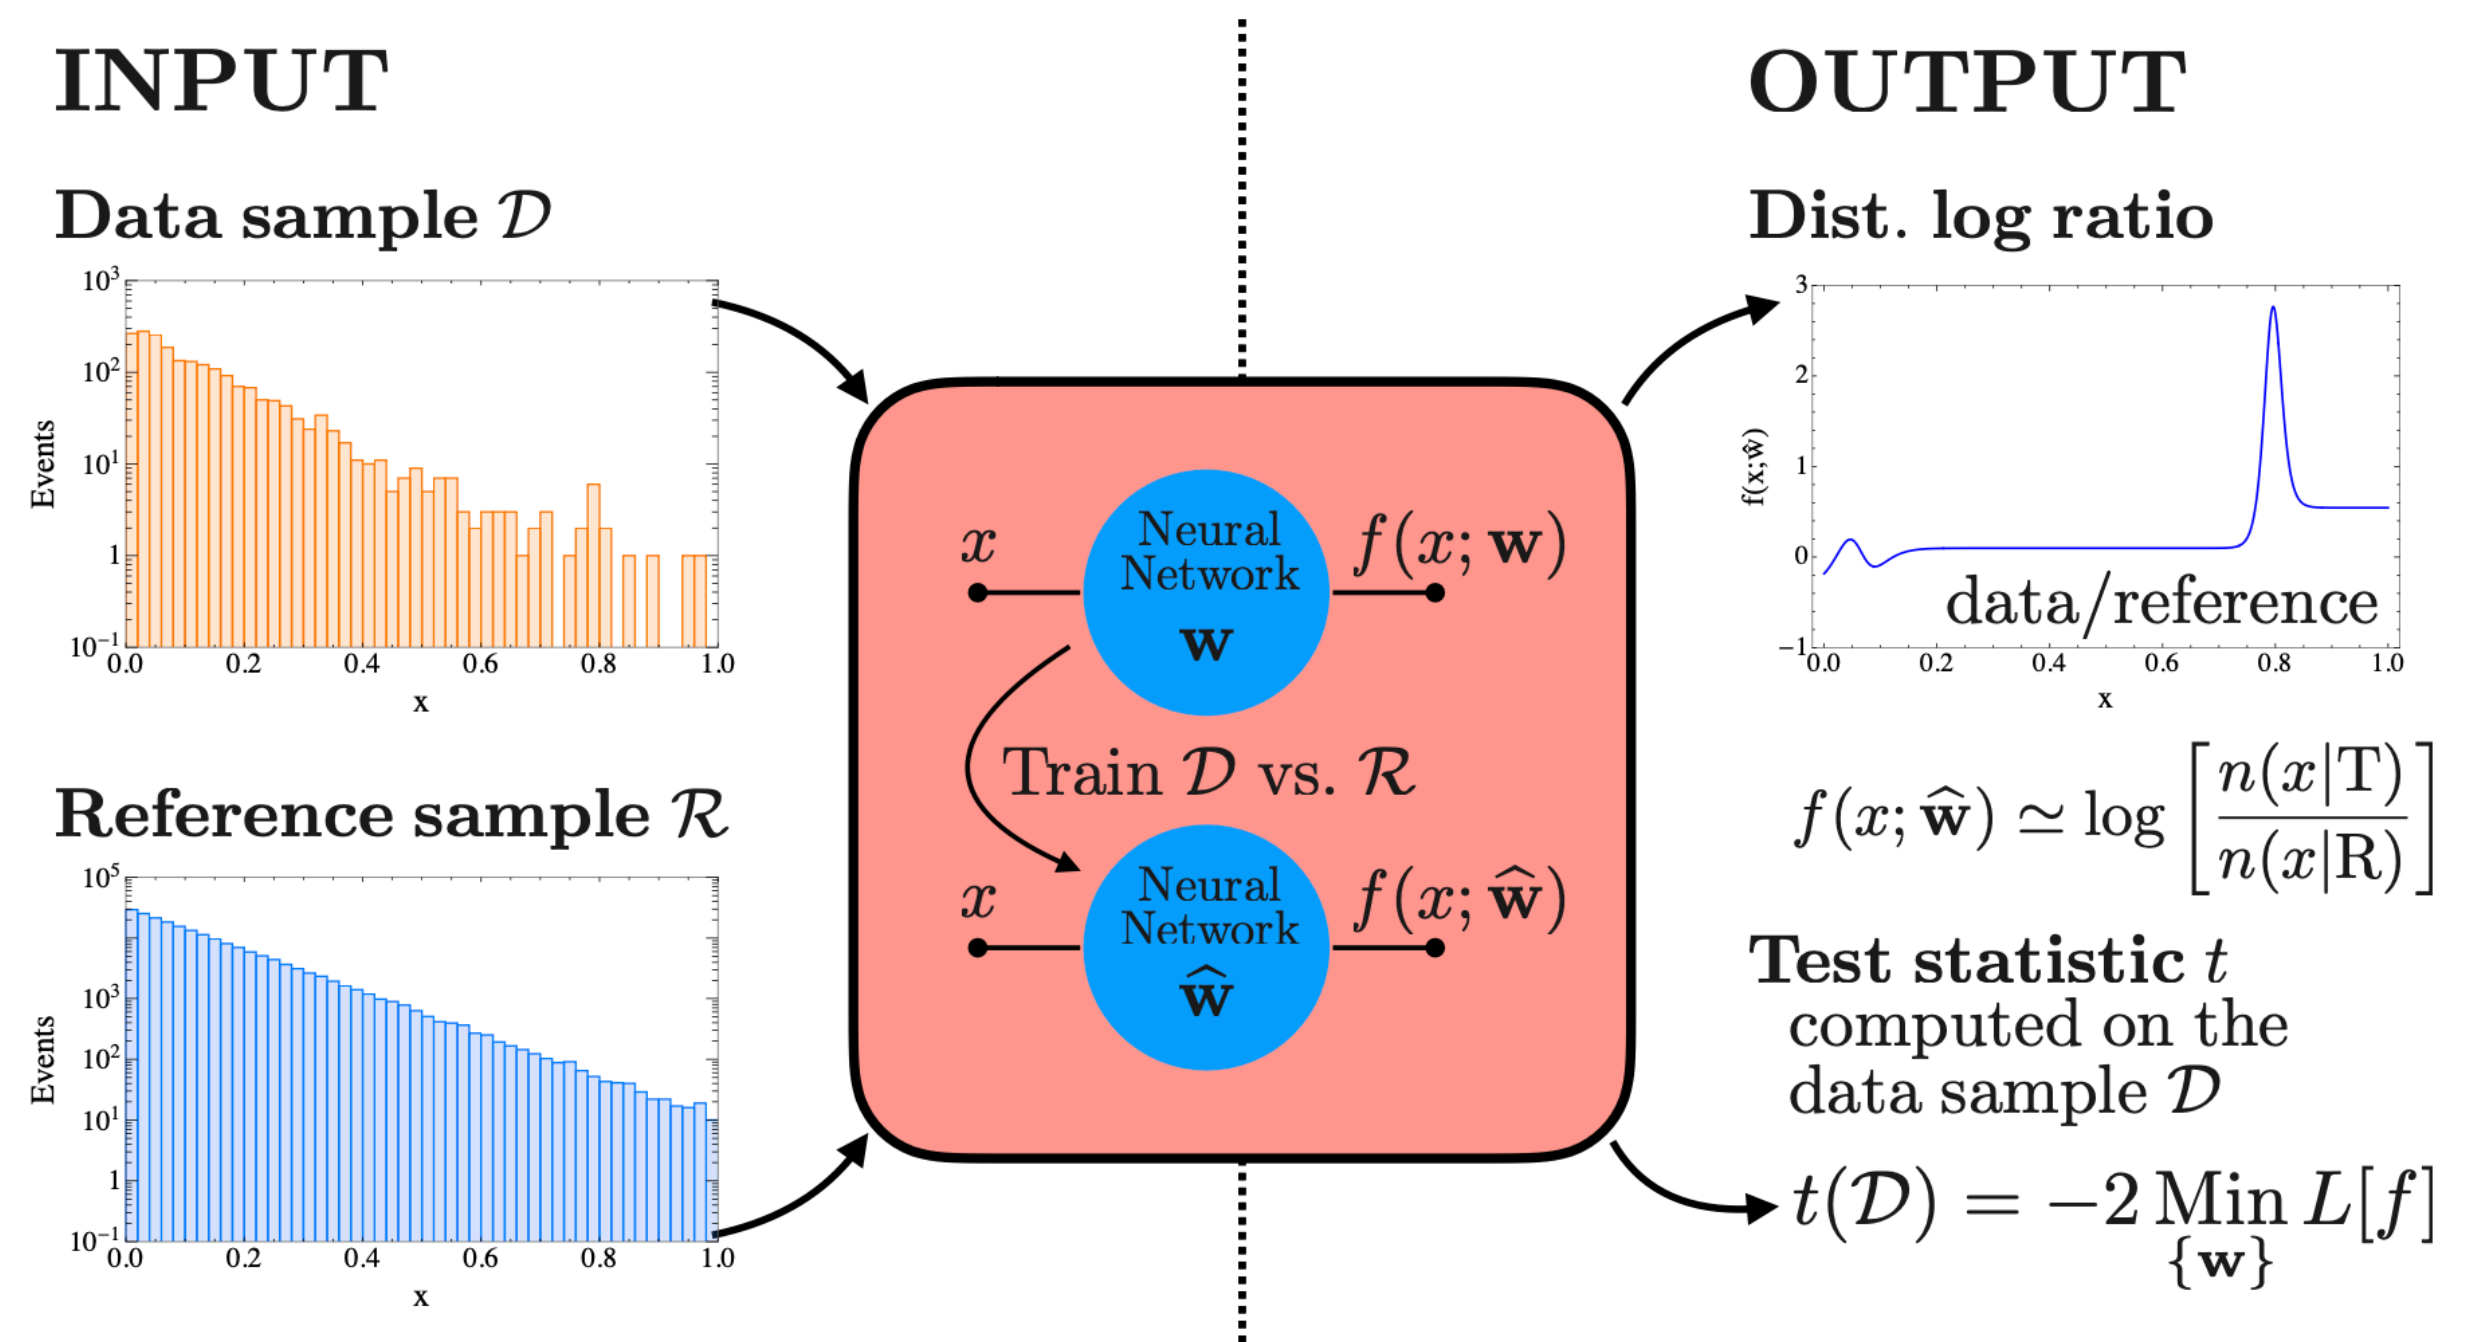 INPUT
Data sample 𝒟
10³
10²
10¹
1
10⁻¹
Events
0.0 0.2 0.4 0.6 0.8 1.0
x
Reference sample ℛ
10⁵
10³
10²
10¹
1
10⁻¹
Events
0.0 0.2 0.4 0.6 0.8 1.0
x
x
Neural
Network
w
f(x; w)
Train 𝒟 vs. ℛ
x
Neural
Network
ŵ
f(x; ŵ)
OUTPUT
Dist. log ratio
3
2
1
0
−1
f(x;ŵ)
data/reference
0.0 0.2 0.4 0.6 0.8 1.0
x
f(x; ŵ) ≃ log [n(x|T) / n(x|R)]
Test statistic t
computed on the
data sample 𝒟
t(𝒟) = −2 Min L[f]
{w}